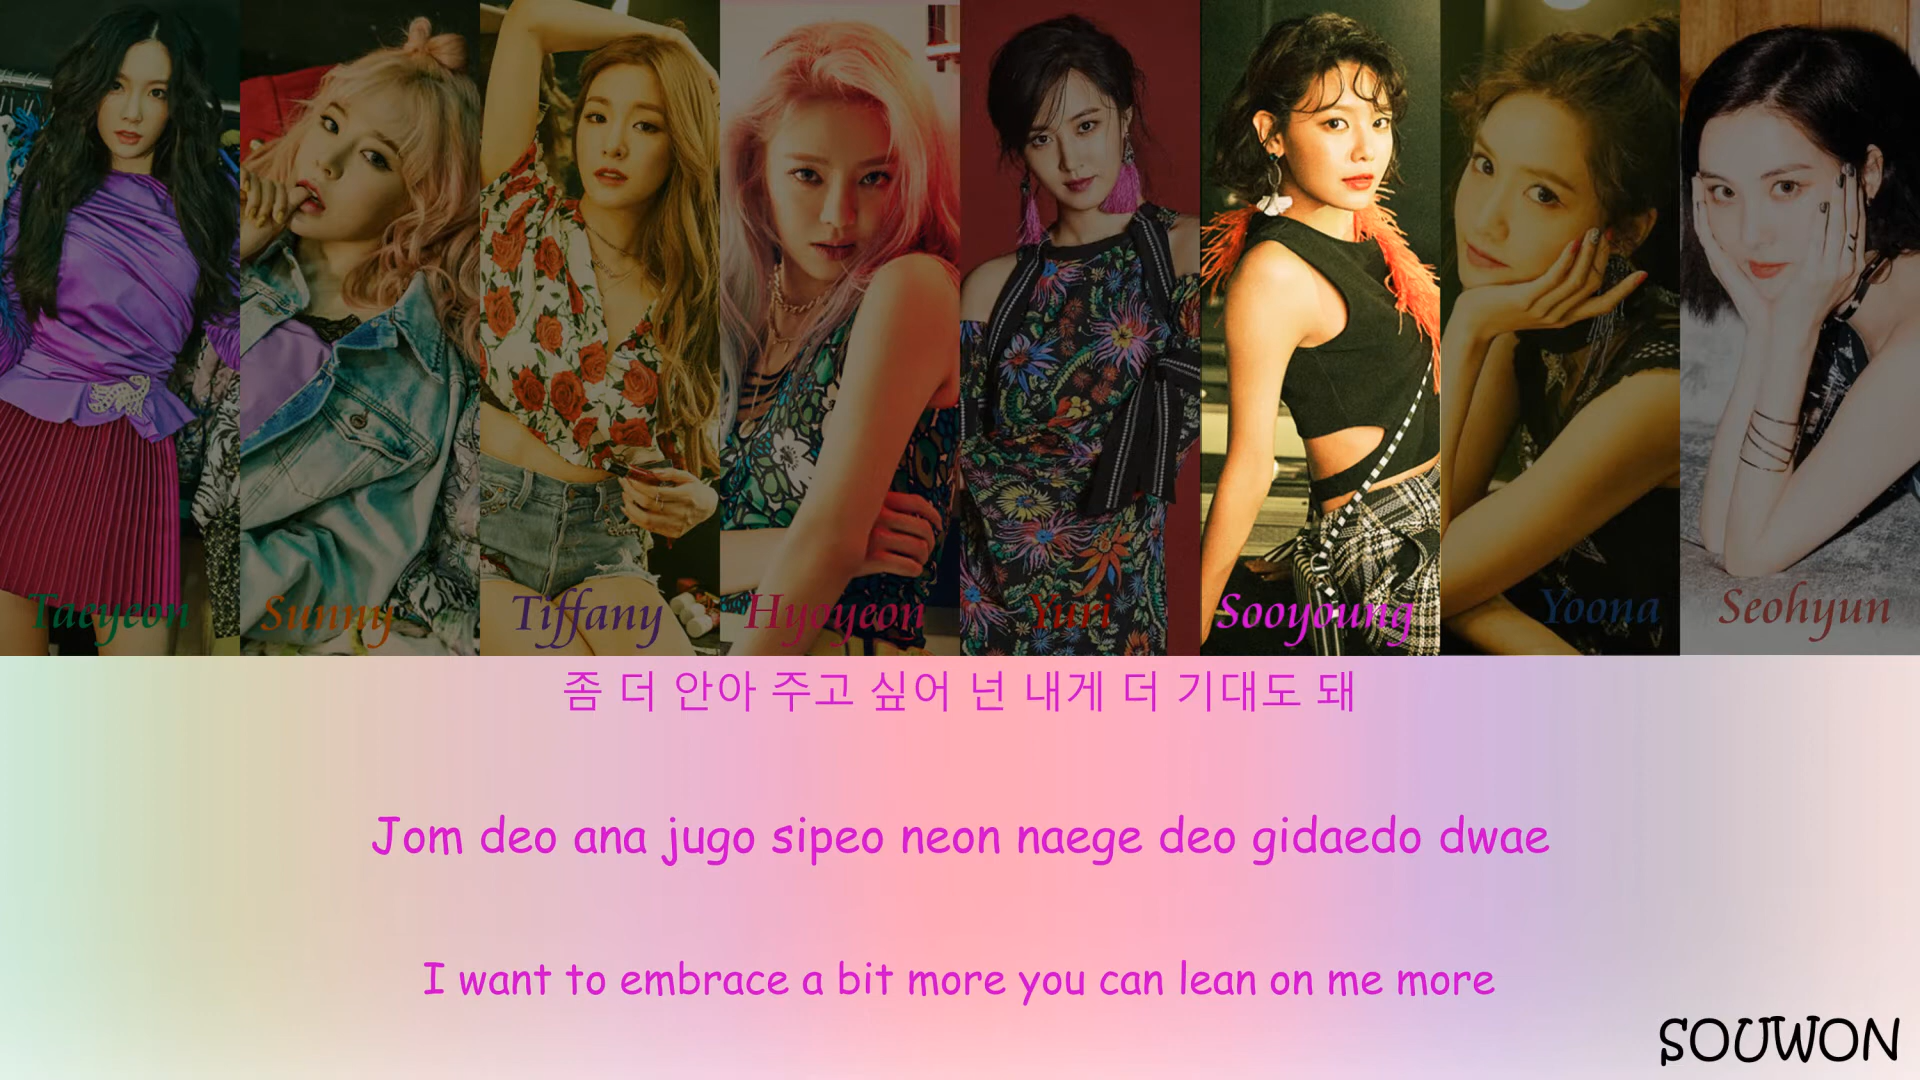 Taeyeon Sunny Tiffany Hyoyeon Yuri Sooyoung Yoona Seohyun
좀 더 안아 주고 싶어 넌 내게 더 기대도 돼
Jom deo ana jugo sipeo neon naege deo gidaedo dwae
I want to embrace a bit more you can lean on me more
SOUWON